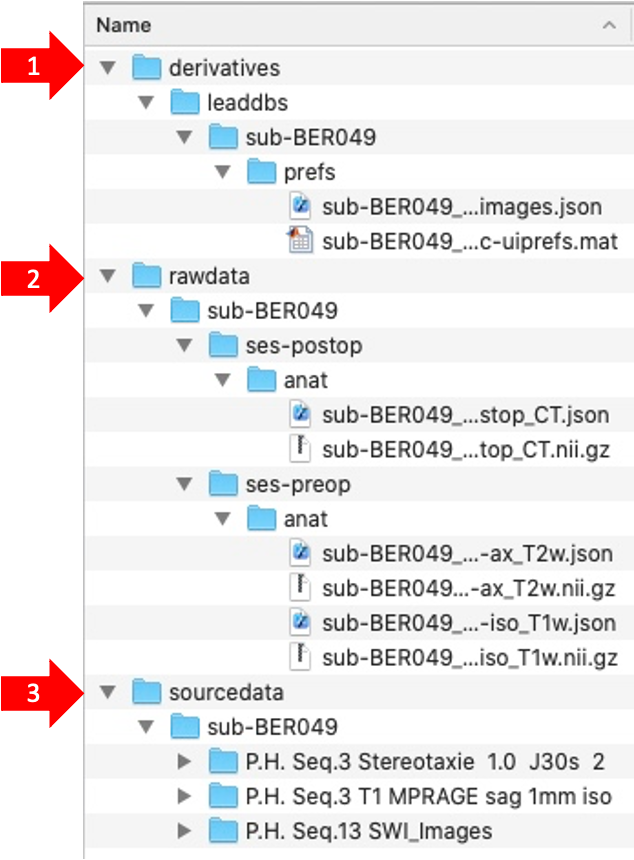 Name
1 derivatives
leaddbs
sub-BER049
prefs
sub-BER049_...images.json
sub-BER049_...c-uiprefs.mat
2 rawdata
sub-BER049
ses-postop
anat
sub-BER049_...stop_CT.json
sub-BER049_...top_CT.nii.gz
ses-preop
anat
sub-BER049_...-ax_T2w.json
sub-BER049...-ax_T2w.nii.gz
sub-BER049_...-iso_T1w.json
sub-BER049_...iso_T1w.nii.gz
3 sourcedata
sub-BER049
P.H. Seq.3 Stereotaxie  1.0  J30s  2
P.H. Seq.3 T1 MPRAGE sag 1mm iso
P.H. Seq.13 SWI_Images